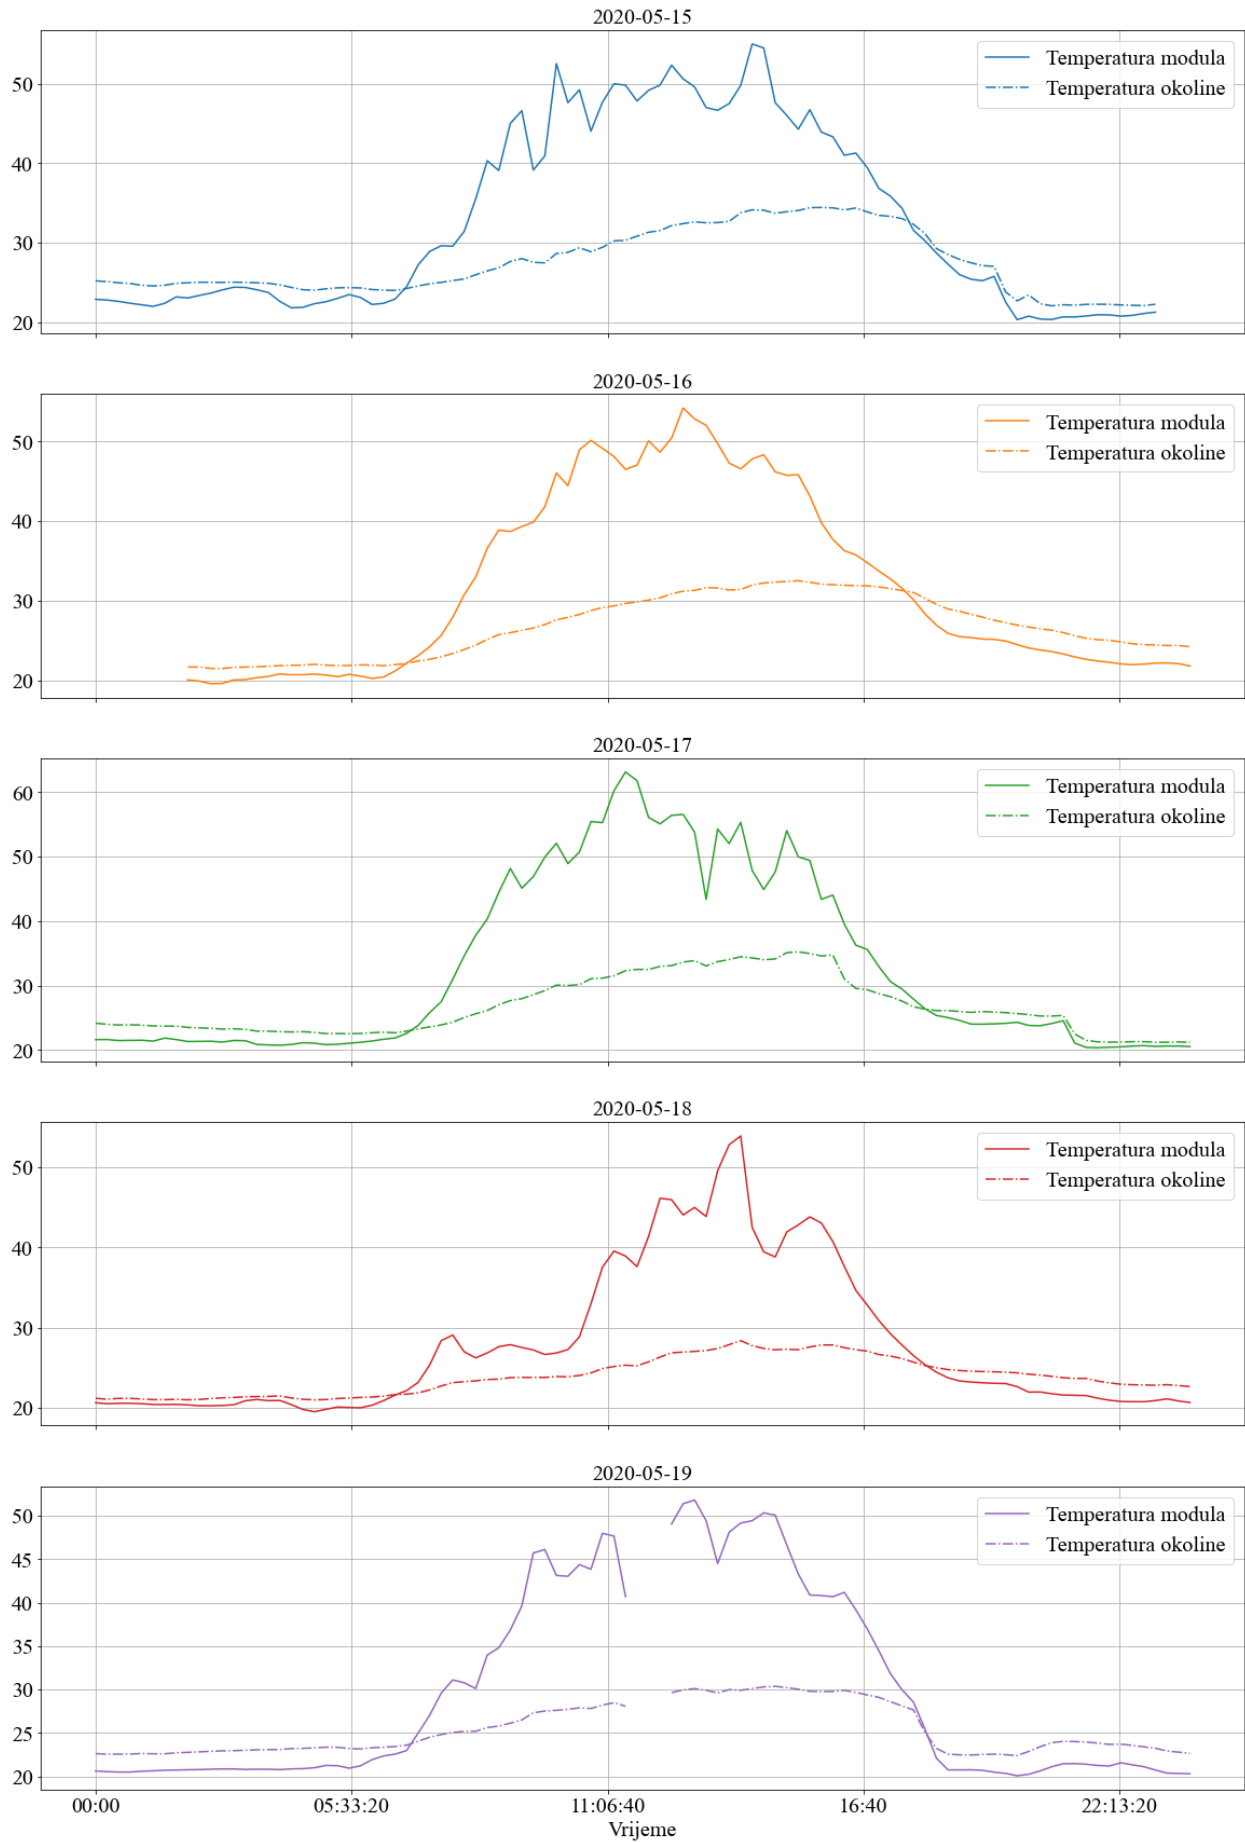 2020-05-15
Temperatura modula
Temperatura okoline
50
40
30
20
2020-05-16
Temperatura modula
Temperatura okoline
50
40
30
20
2020-05-17
Temperatura modula
Temperatura okoline
60
50
40
30
20
2020-05-18
Temperatura modula
Temperatura okoline
50
40
30
20
2020-05-19
Temperatura modula
Temperatura okoline
50
45
40
35
30
25
20
00:00 05:33:20 11:06:40 16:40 22:13:20
Vrijeme